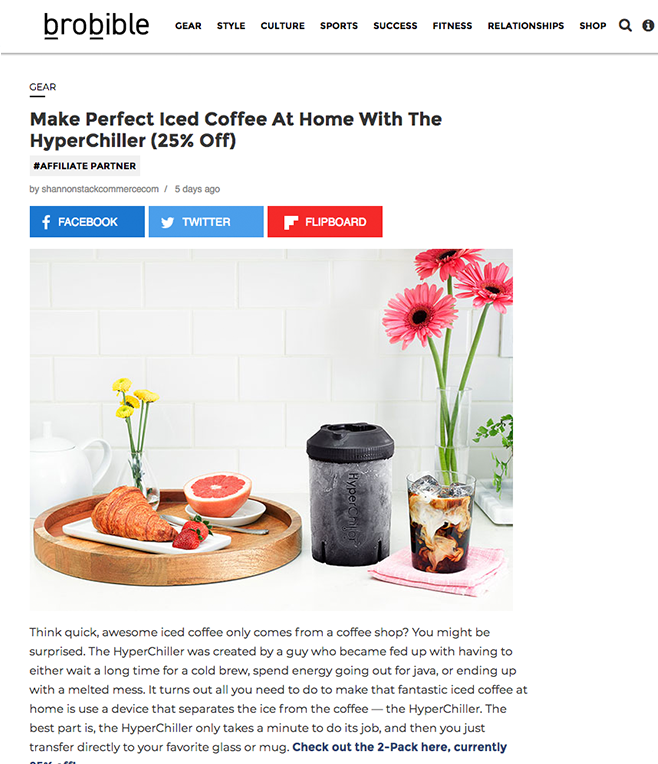 brobible
GEAR STYLE CULTURE SPORTS SUCCESS FITNESS RELATIONSHIPS SHOP
GEAR
Make Perfect Iced Coffee At Home With The
HyperChiller (25% Off)
#AFFILIATE PARTNER
by shannonstackcommercecom / 5 days ago
FACEBOOK TWITTER FLIPBOARD
HyperChiller
Think quick, awesome iced coffee only comes from a coffee shop? You might be
surprised. The HyperChiller was created by a guy who became fed up with having to
either wait a long time for a cold brew, spend energy going out for java, or ending up
with a melted mess. It turns out all you need to do to make that fantastic iced coffee at
home is use a device that separates the ice from the coffee — the HyperChiller. The
best part is, the HyperChiller only takes a minute to do its job, and then you just
transfer directly to your favorite glass or mug. Check out the 2-Pack here, currently
25% off!